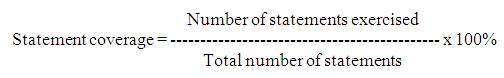 Number of statements exercised
Statement coverage = ------------------------------------------- x 100%
Total number of statements